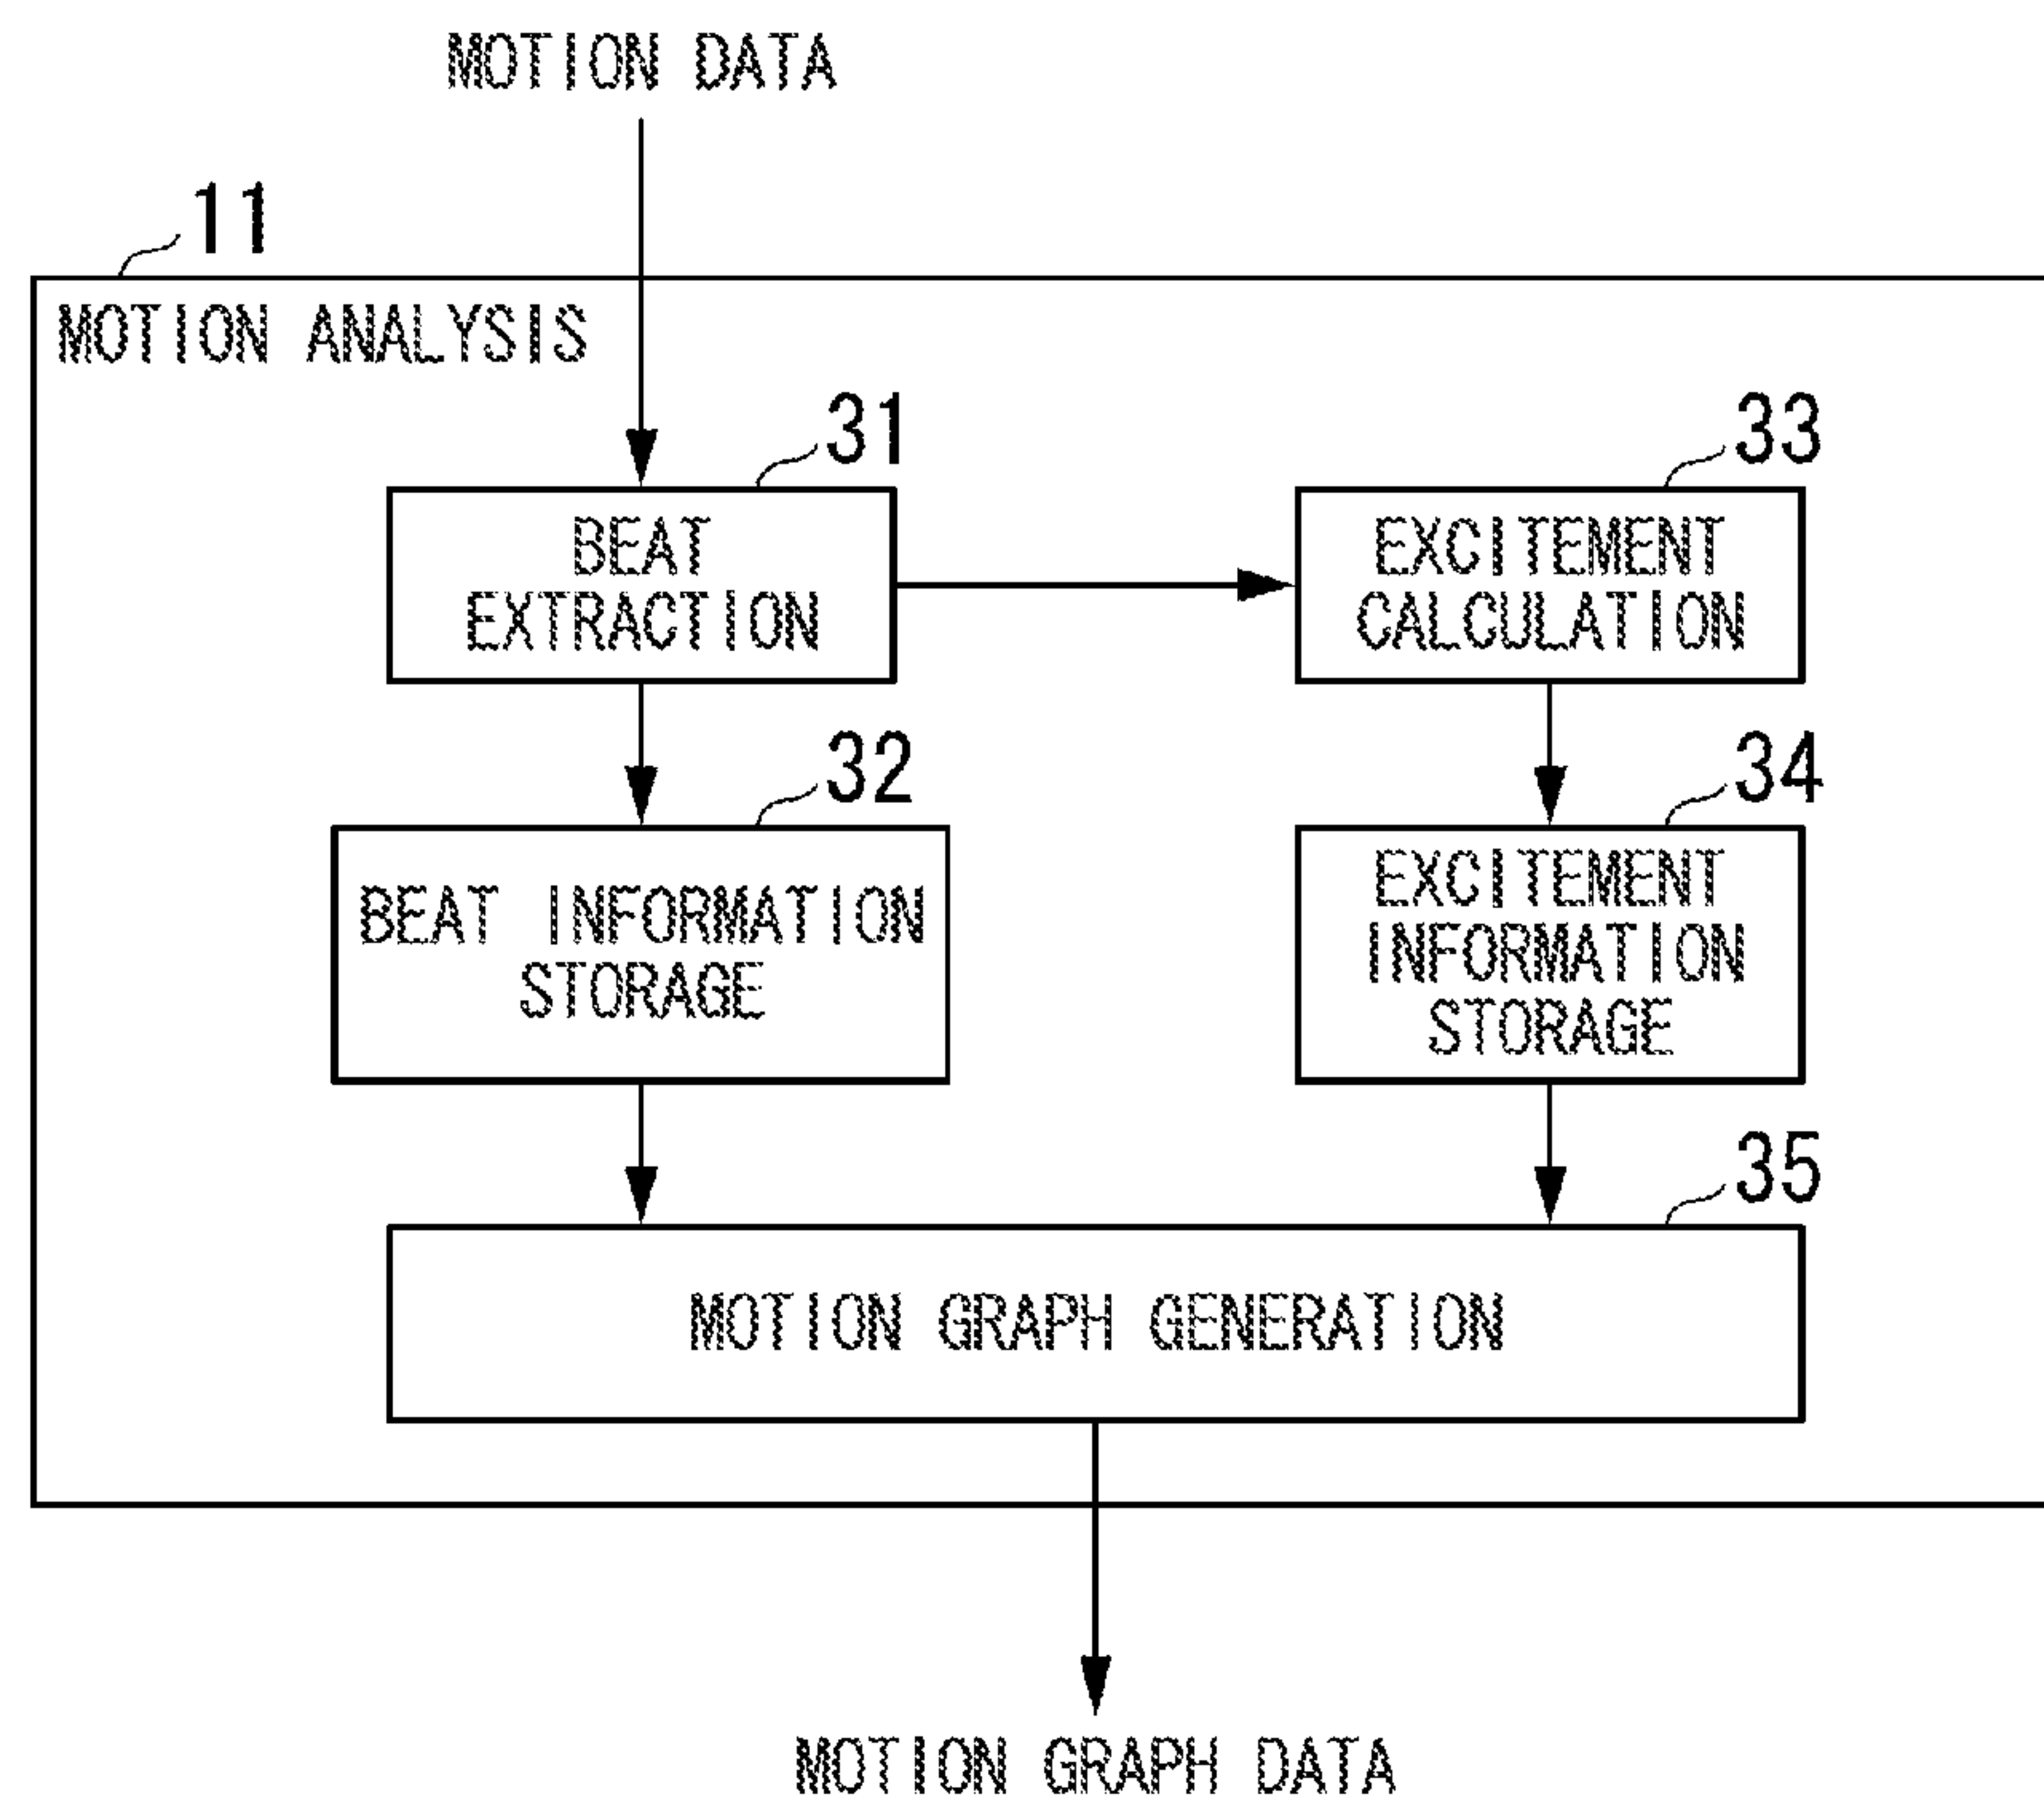 MOTION DATA
11
MOTION ANALYSIS
31
33
BEAT
EXTRACTION
EXCITEMENT
CALCULATION
32
34
BEAT INFORMATION
STORAGE
EXCITEMENT
INFORMATION
STORAGE
35
MOTION GRAPH GENERATION
MOTION GRAPH DATA